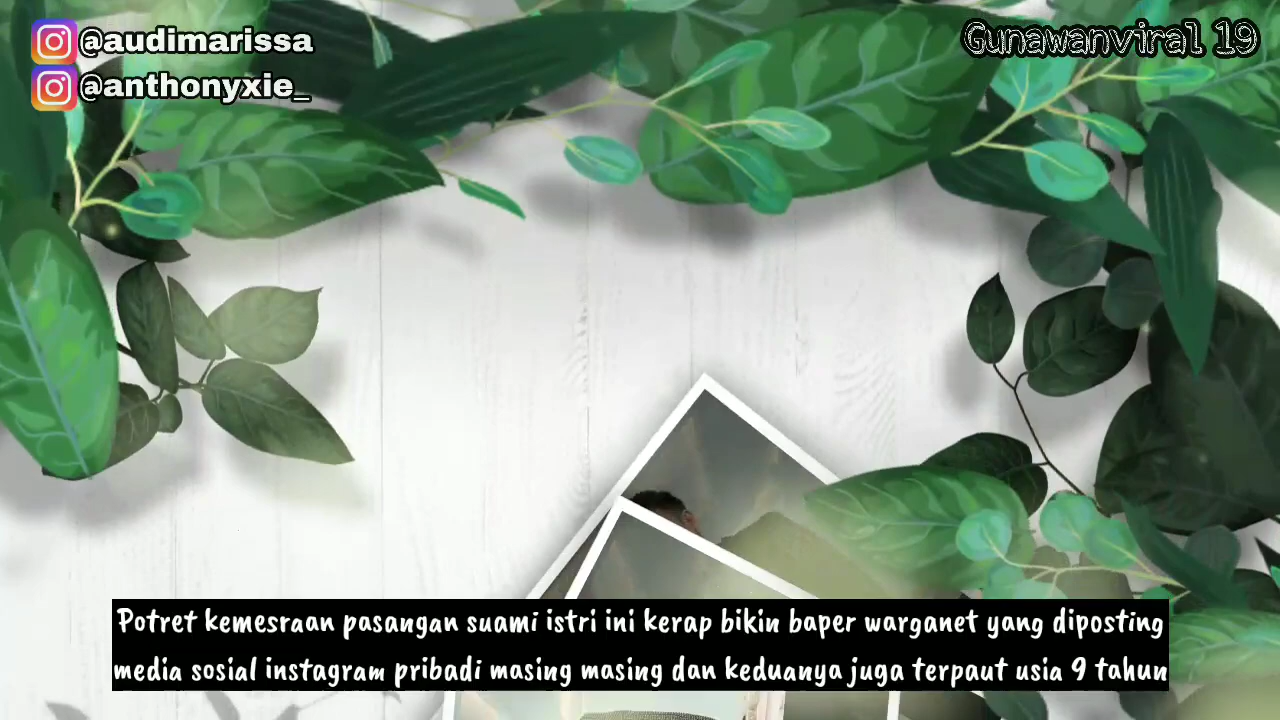 @audimarissa
@anthonyxie_
Gunawanviral 19
Potret kemesraan pasangan suami istri ini kerap bikin baper warganet yang diposting
media sosial instagram pribadi masing masing dan keduanya juga terpaut usia 9 tahun